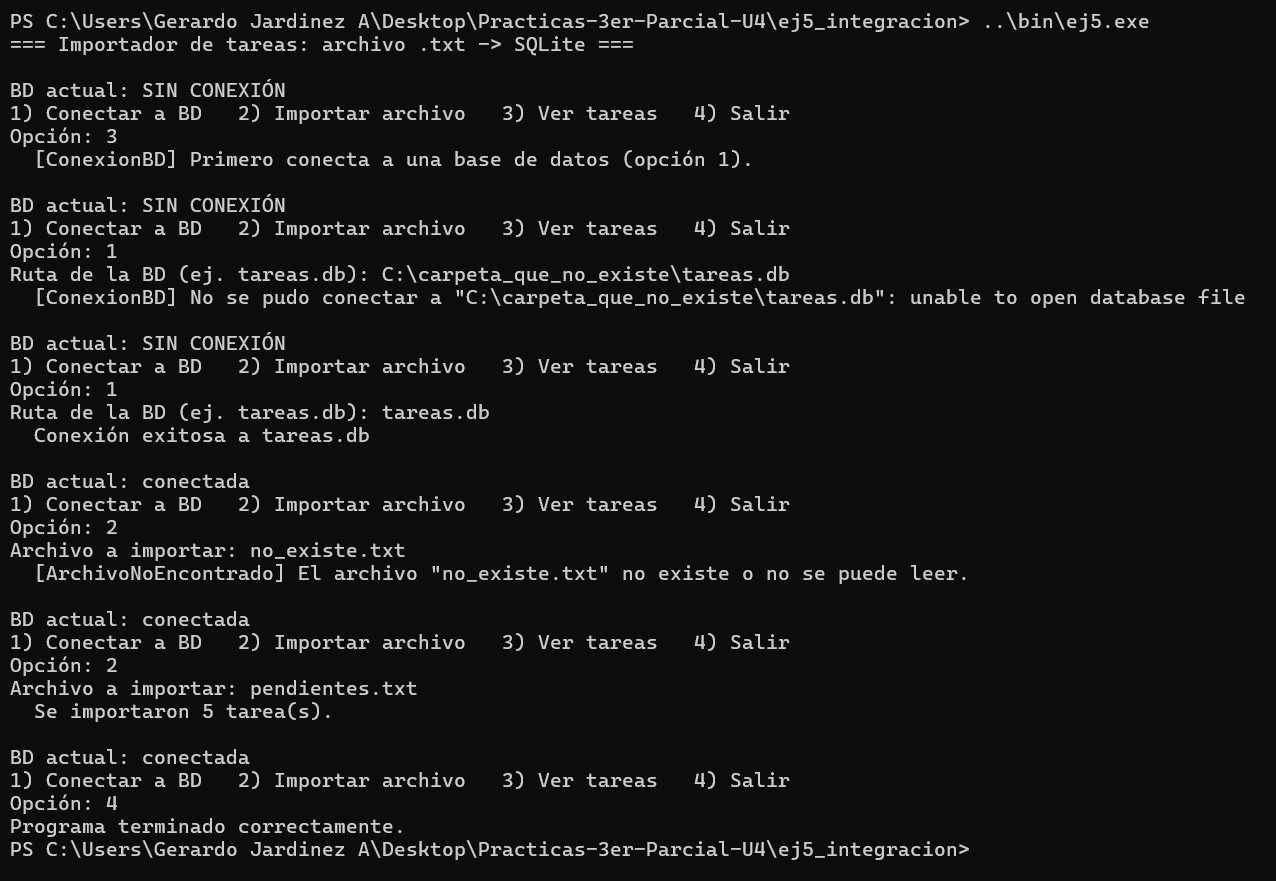 PS C:\Users\Gerardo Jardinez A\Desktop\Practicas-3er-Parcial-U4\ej5_integracion> ..\bin\ej5.exe
=== Importador de tareas: archivo .txt -> SQLite ===
BD actual: SIN CONEXIÓN
1) Conectar a BD   2) Importar archivo   3) Ver tareas   4) Salir
Opción: 3
  [ConexionBD] Primero conecta a una base de datos (opción 1).
BD actual: SIN CONEXIÓN
1) Conectar a BD   2) Importar archivo   3) Ver tareas   4) Salir
Opción: 1
Ruta de la BD (ej. tareas.db): C:\carpeta_que_no_existe\tareas.db
  [ConexionBD] No se pudo conectar a "C:\carpeta_que_no_existe\tareas.db": unable to open database file
BD actual: SIN CONEXIÓN
1) Conectar a BD   2) Importar archivo   3) Ver tareas   4) Salir
Opción: 1
Ruta de la BD (ej. tareas.db): tareas.db
  Conexión exitosa a tareas.db
BD actual: conectada
1) Conectar a BD   2) Importar archivo   3) Ver tareas   4) Salir
Opción: 2
Archivo a importar: no_existe.txt
  [ArchivoNoEncontrado] El archivo "no_existe.txt" no existe o no se puede leer.
BD actual: conectada
1) Conectar a BD   2) Importar archivo   3) Ver tareas   4) Salir
Opción: 2
Archivo a importar: pendientes.txt
  Se importaron 5 tarea(s).
BD actual: conectada
1) Conectar a BD   2) Importar archivo   3) Ver tareas   4) Salir
Opción: 4
Programa terminado correctamente.
PS C:\Users\Gerardo Jardinez A\Desktop\Practicas-3er-Parcial-U4\ej5_integracion>